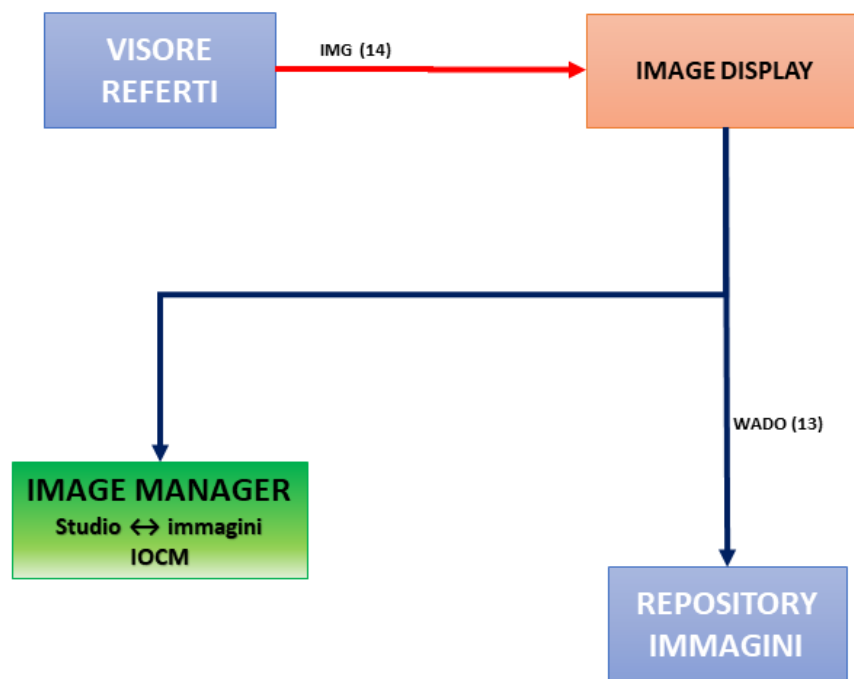 VISORE
REFERTI
IMG (14)
IMAGE DISPLAY
WADO (13)
IMAGE MANAGER
Studio ↔ immagini
IOCM
REPOSITORY
IMMAGINI